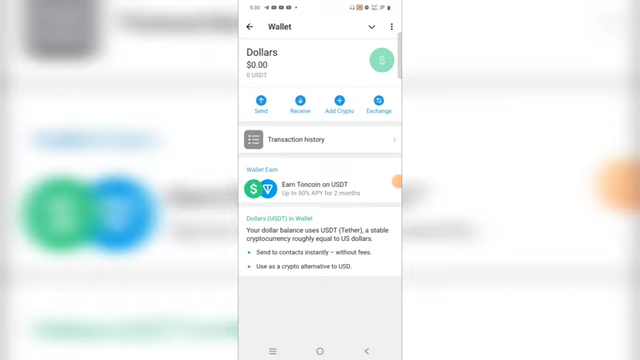 5:35
Wallet
Dollars
$0.00
0 USDT
S
Send
Receive
Add Crypto
Exchange
Transaction history
Wallet Earn
$
Earn Toncoin on USDT
Up to 50% APY for 2 months
Dollars (USDT) in Wallet
Your dollar balance uses USDT (Tether), a stable
cryptocurrency roughly equal to US dollars.
Send to contacts instantly – without fees.
Use as a crypto alternative to USD.